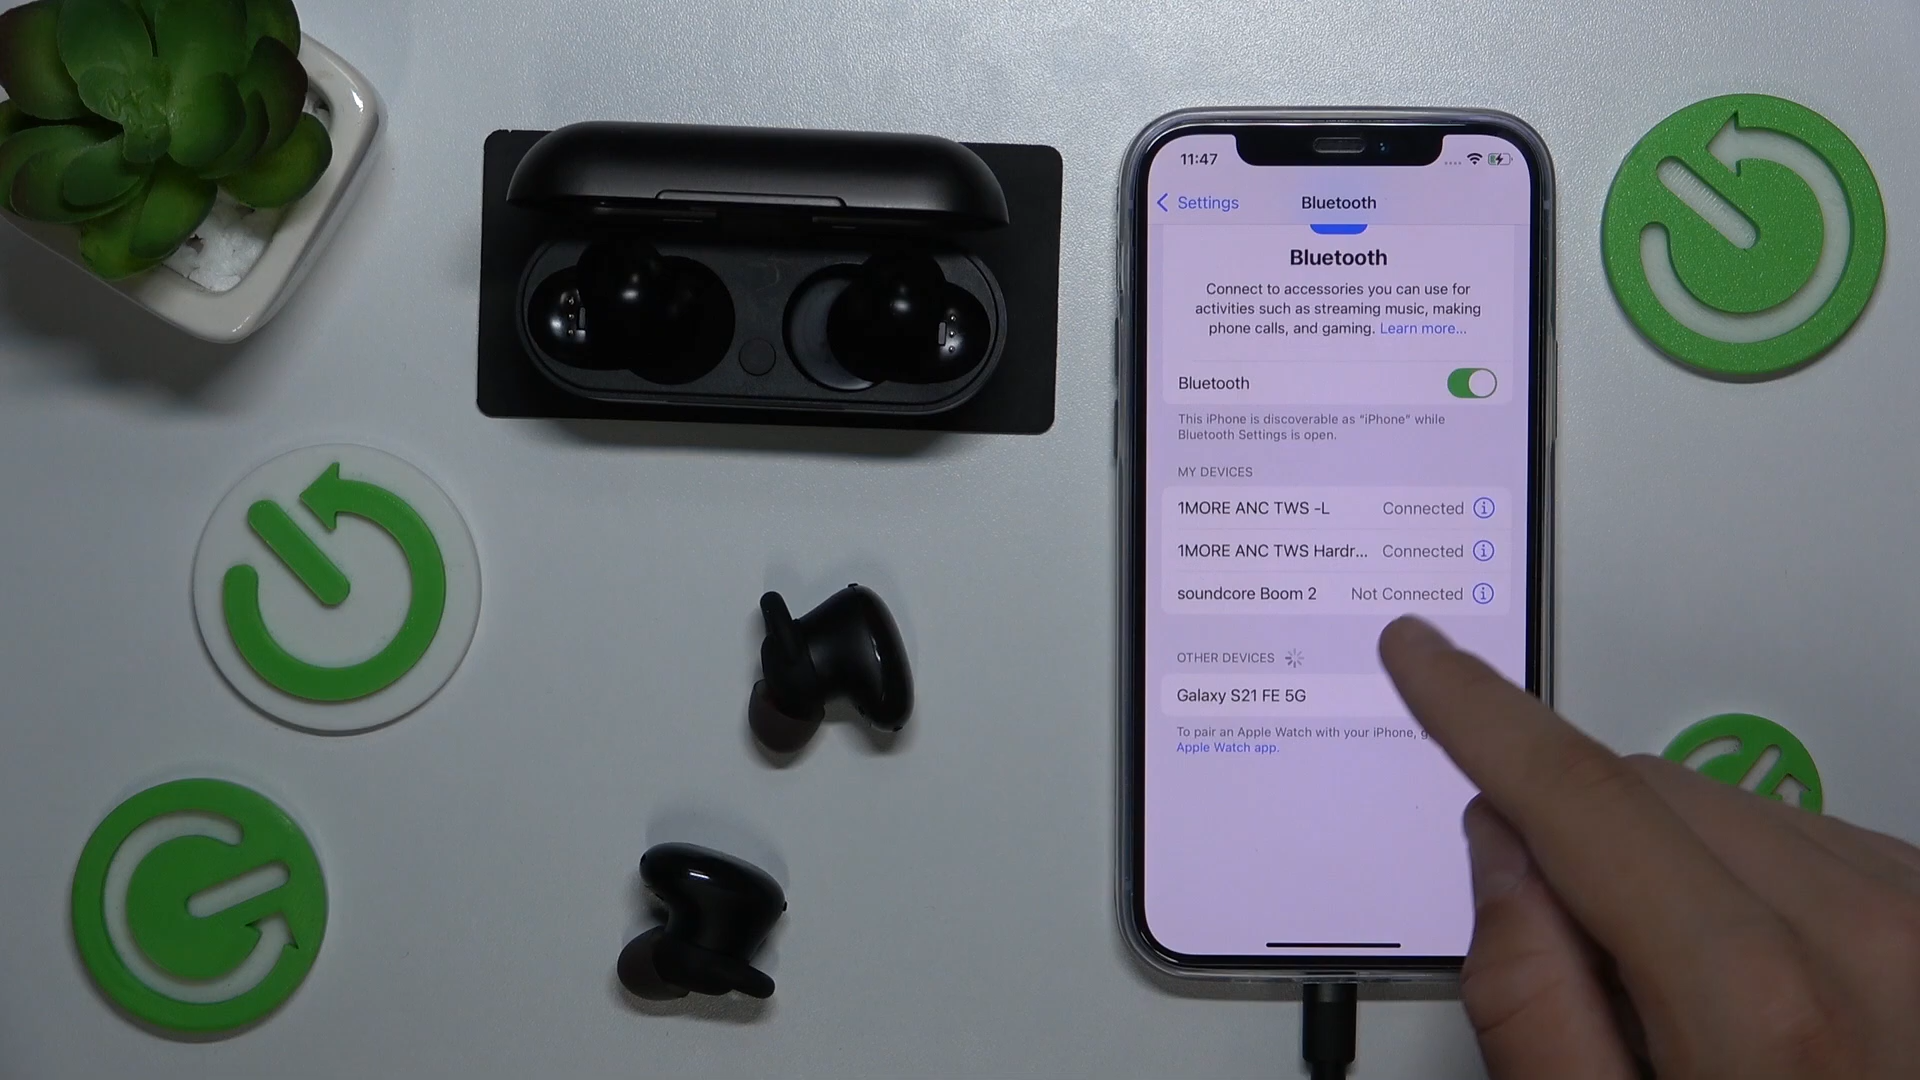 11:47
Settings
Bluetooth
Bluetooth
Connect to accessories you can use for
activities such as streaming music, making
phone calls, and gaming. Learn more...
Bluetooth
This iPhone is discoverable as “iPhone” while
Bluetooth Settings is open.
MY DEVICES
1MORE ANC TWS -L Connected
1MORE ANC TWS Hardr... Connected
soundcore Boom 2 Not Connected
OTHER DEVICES
Galaxy S21 FE 5G
To pair an Apple Watch with your iPhone,
Apple Watch app.